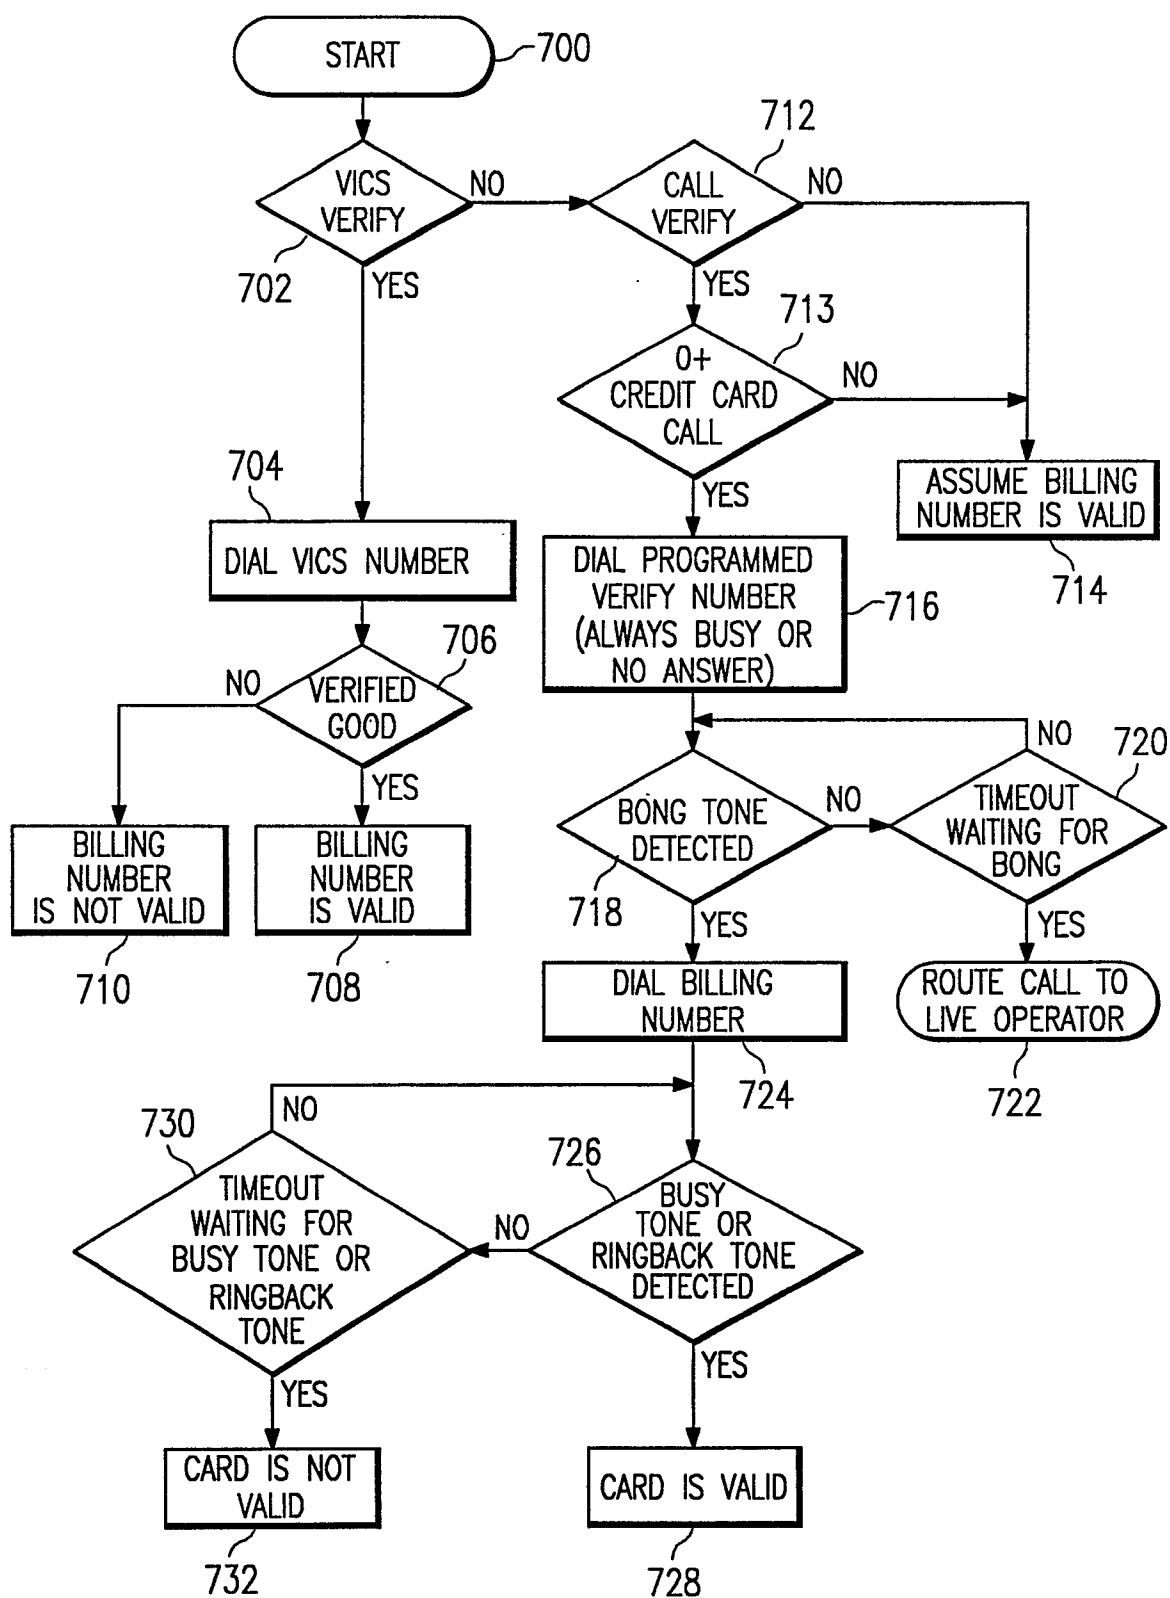 START
700
VICS
VERIFY
702
NO
YES
CALL
VERIFY
712
NO
YES
713
0+
CREDIT CARD
CALL
NO
YES
ASSUME BILLING
NUMBER IS VALID
714
704
DIAL VICS NUMBER
DIAL PROGRAMMED
VERIFY NUMBER
(ALWAYS BUSY OR
NO ANSWER)
716
706
VERIFIED
GOOD
NO
YES
BILLING
NUMBER
IS NOT VALID
710
BILLING
NUMBER
IS VALID
708
BONG TONE
DETECTED
718
NO
YES
720
NO
TIMEOUT
WAITING FOR
BONG
YES
DIAL BILLING
NUMBER
724
ROUTE CALL TO
LIVE OPERATOR
722
730
NO
TIMEOUT
WAITING FOR
BUSY TONE OR
RINGBACK
TONE
YES
726
NO
BUSY
TONE OR
RINGBACK TONE
DETECTED
YES
CARD IS NOT
VALID
732
CARD IS VALID
728